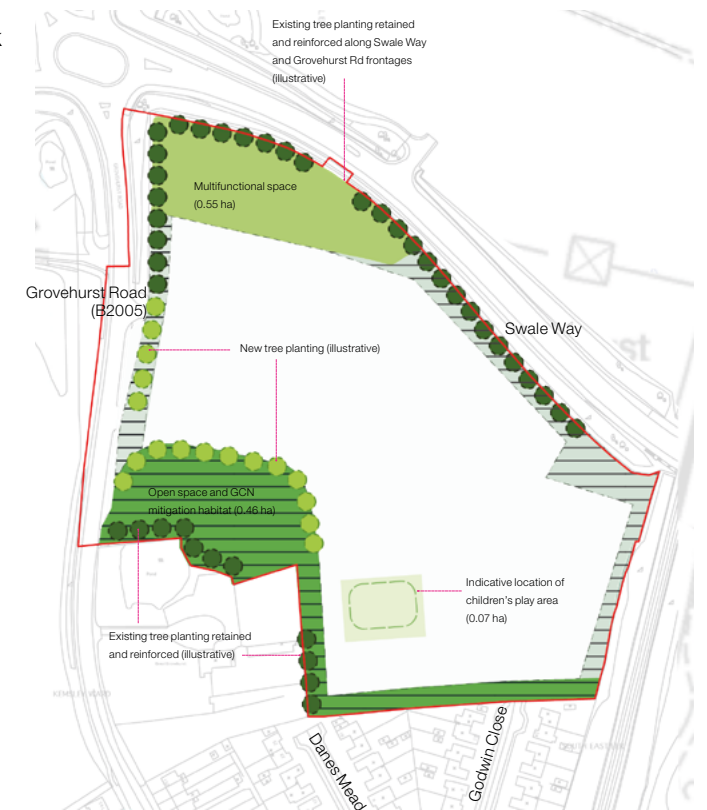 Existing tree planting retained
and reinforced along Swale Way
and Grovehurst Rd frontages
(illustrative)
Multifunctional space
(0.55 ha)
Grovehurst Road
(B2005)
Swale Way
New tree planting (illustrative)
Open space and GCN
mitigation habitat (0.46 ha)
Indicative location of
children’s play area
(0.07 ha)
Existing tree planting retained
and reinforced (illustrative)
Danes Mead
Godwin Close